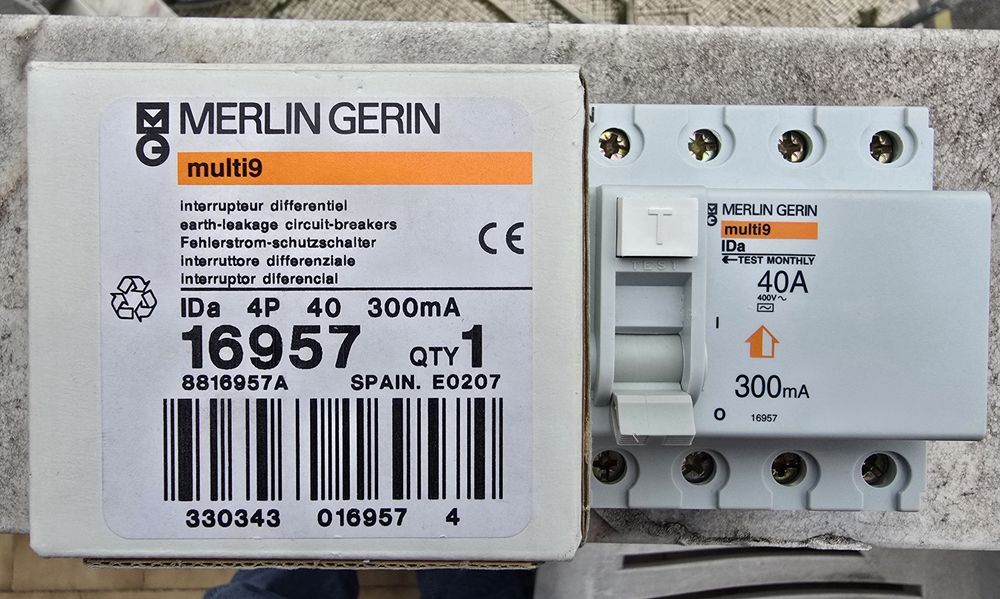 MERLIN GERIN
multi9
interrupteur differentiel
earth-leakage circuit-breakers
Fehlerstrom-schutzschalter
Interruttore differenziale
interruptor diferencial
CE
IDa 4P 40 300mA
16957 QTY 1
8816957A SPAIN. E0207
330343 016957 4
T
TEST
MERLIN GERIN
multi9
IDa
←TEST MONTHLY
40A
400V~
I
300mA
O
16957